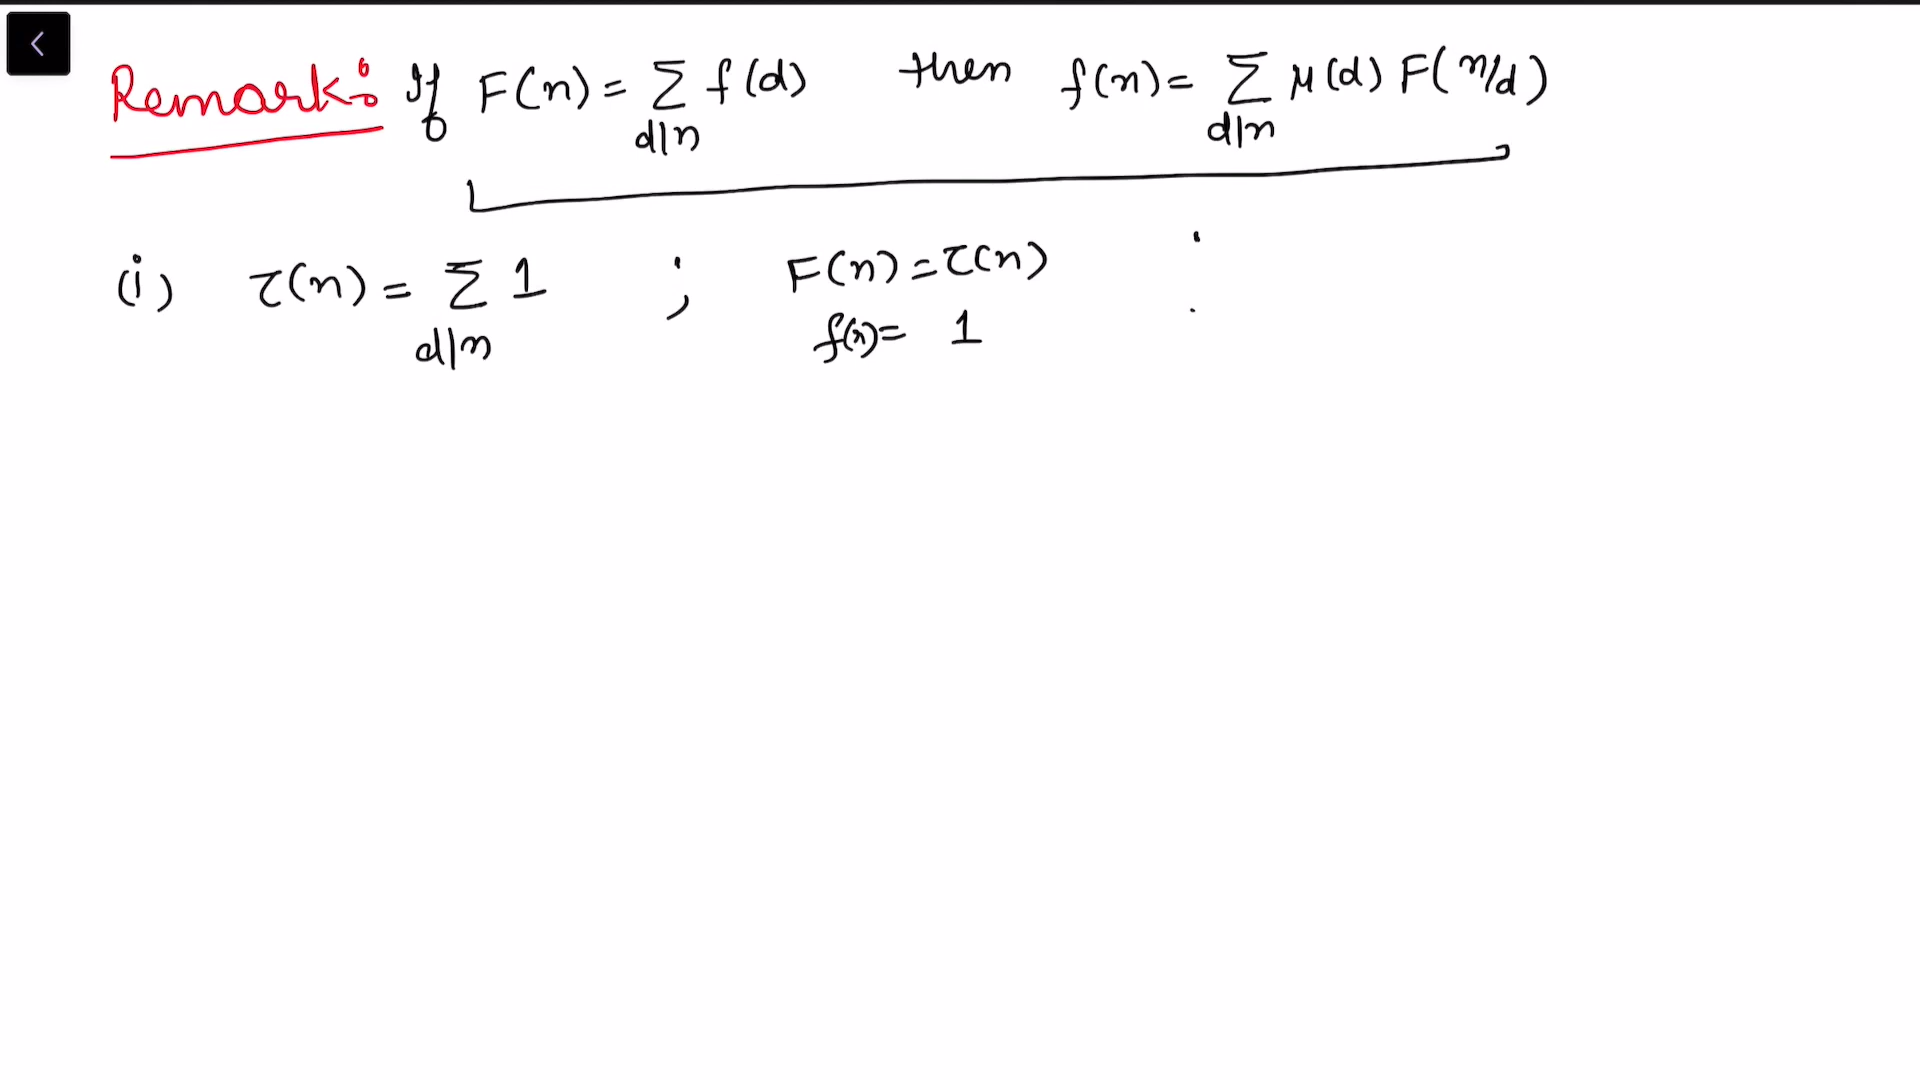 Remark: If F(n) = Σ f(d) then f(n) = Σ μ(d) F(n/d)
d|n d|n
(i) τ(n) = Σ 1 ; F(n) = τ(n) :
d|n f(n) = 1